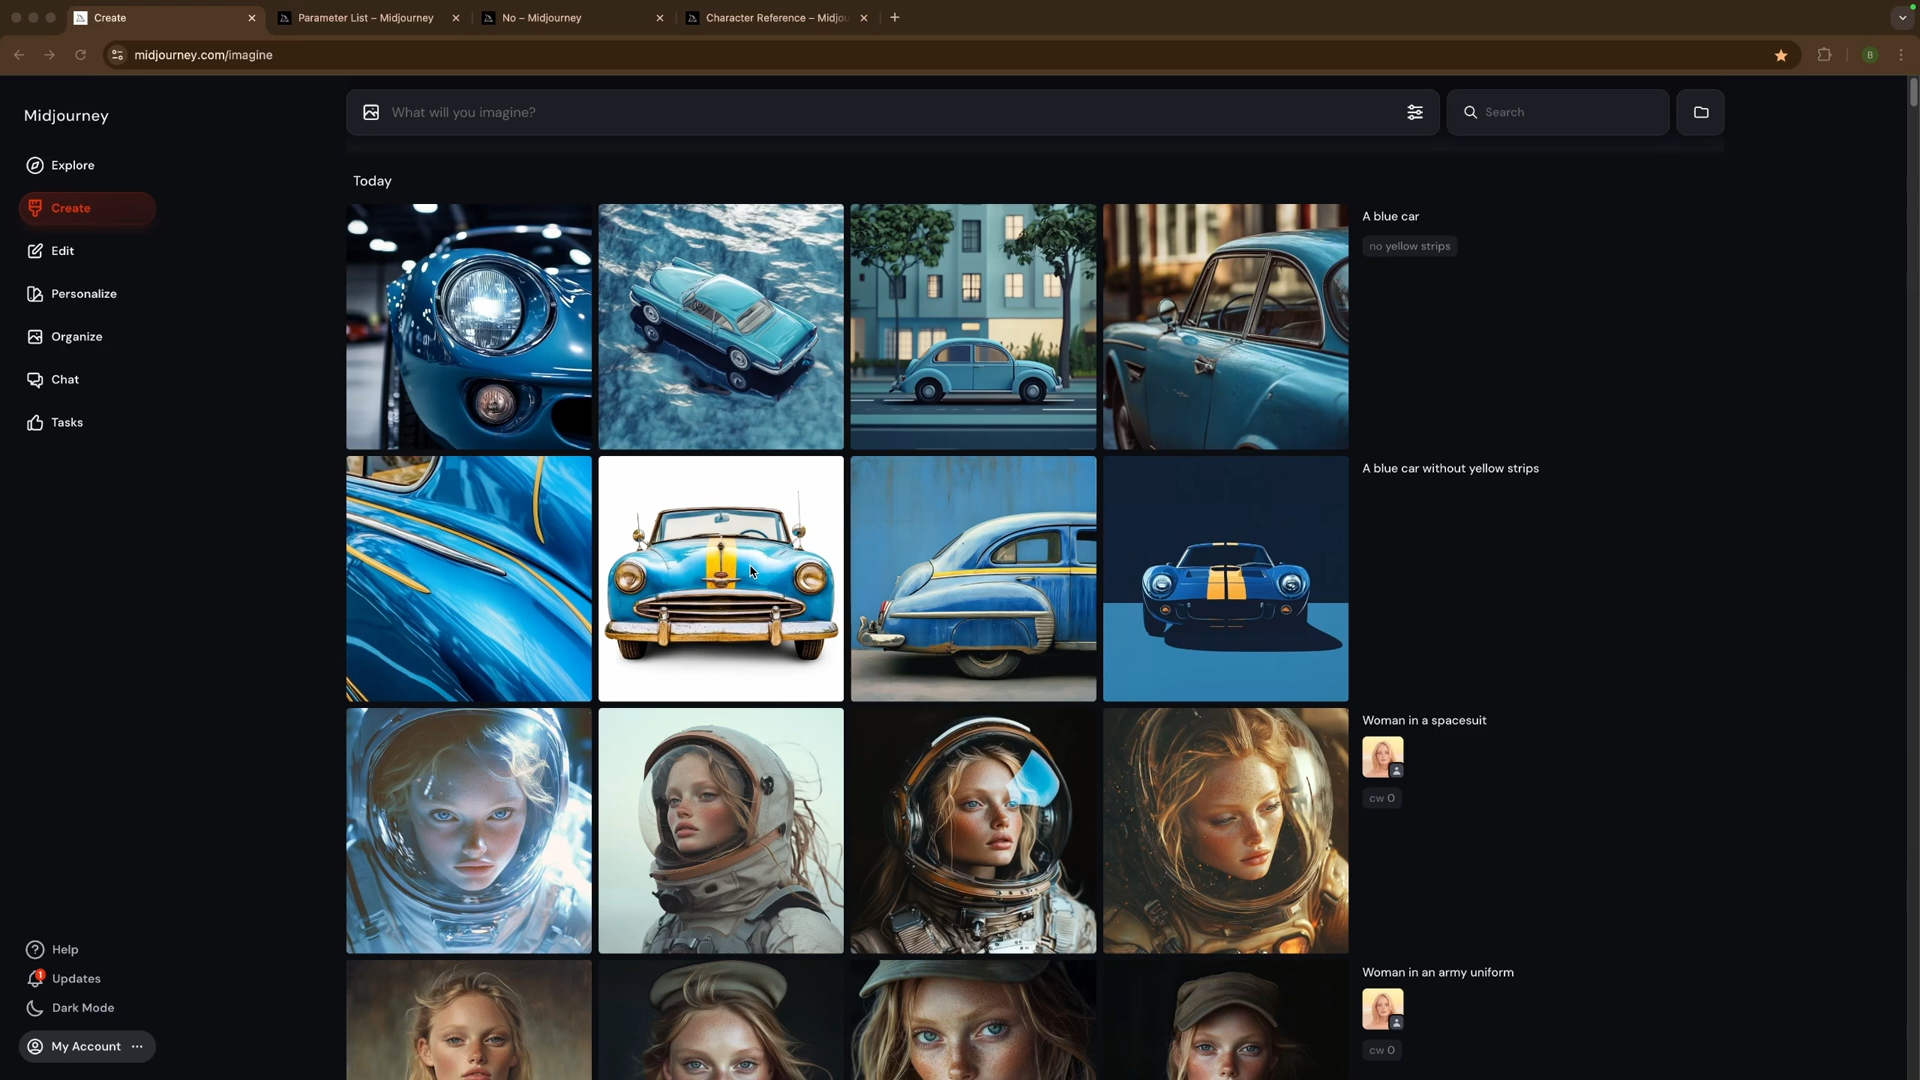 Create
Parameter List – Midjourney
No – Midjourney
Character Reference – Midjou
midjourney.com/imagine
B
Midjourney
What will you imagine?
Search
Explore
Create
Edit
Personalize
Organize
Chat
Tasks
Today
A blue car
no yellow strips
A blue car without yellow strips
Woman in a spacesuit
cw 0
Woman in an army uniform
cw 0
Help
1
Updates
Dark Mode
My Account